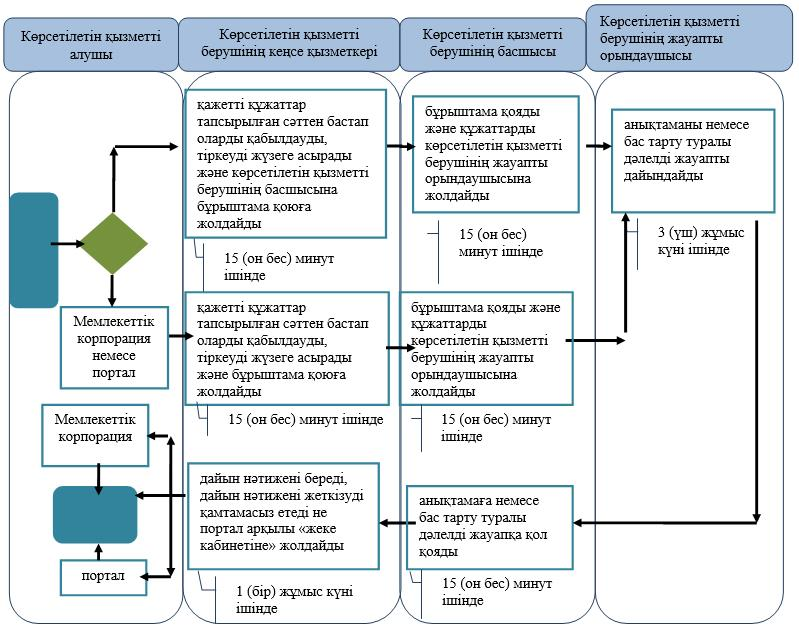 Көрсетілетін қызметті
алушы
Көрсетілетін қызметті
берушінің кеңсе қызметкері
Көрсетілетін қызметті
берушінің басшысы
Көрсетілетін қызметті
берушінің жауапты
орындаушысы
қажетті құжаттар
тапсырылған сәттен бастап
оларды қабылдауды,
тіркеуді жүзеге асырады
және көрсетілетін қызметті
берушінің басшысына
бұрыштама қоюға
жолдайды
15 (он бес) минут
ішінде
бұрыштама қояды
және құжаттарды
көрсетілетін қызметті
берушінің жауапты
орындаушысына
жолдайды
15 (он бес)
минут ішінде
анықтаманы немесе
бас тарту туралы
дәлелді жауапты
дайындайды
3 (үш) жұмыс
күні ішінде
Мемлекеттік
корпорация
немесе
портал
қажетті құжаттар
тапсырылған сәттен бастап
оларды қабылдауды,
тіркеуді жүзеге асырады
және бұрыштама қоюға
жолдайды
15 (он бес) минут ішінде
бұрыштама қояды және
құжаттарды
көрсетілетін қызметті
берушінің жауапты
орындаушысына
жолдайды
15 (он бес) минут
ішінде
Мемлекеттік
корпорация
портал
дайын нәтижені береді,
дайын нәтижені жеткізуді
қамтамасыз етеді не
портал арқылы «жеке
кабинетіне» жолдайды
1 (бір) жұмыс күні
ішінде
анықтамаға немесе
бас тарту туралы
дәлелді жауапқа қол
қояды
15 (он бес) минут
ішінде